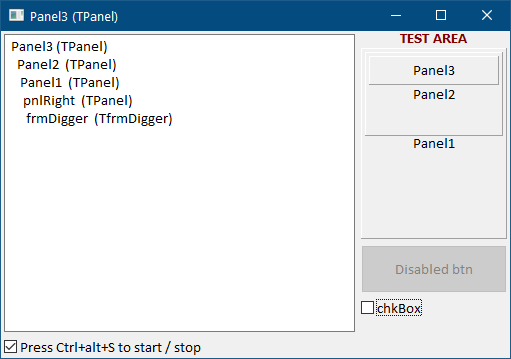 Panel3 (TPanel)
Panel3 (TPanel)
Panel2 (TPanel)
Panel1 (TPanel)
pnlRight (TPanel)
frmDigger (TfrmDigger)
TEST AREA
Panel3
Panel2
Panel1
Disabled btn
chkBox
Press Ctrl+alt+S to start / stop